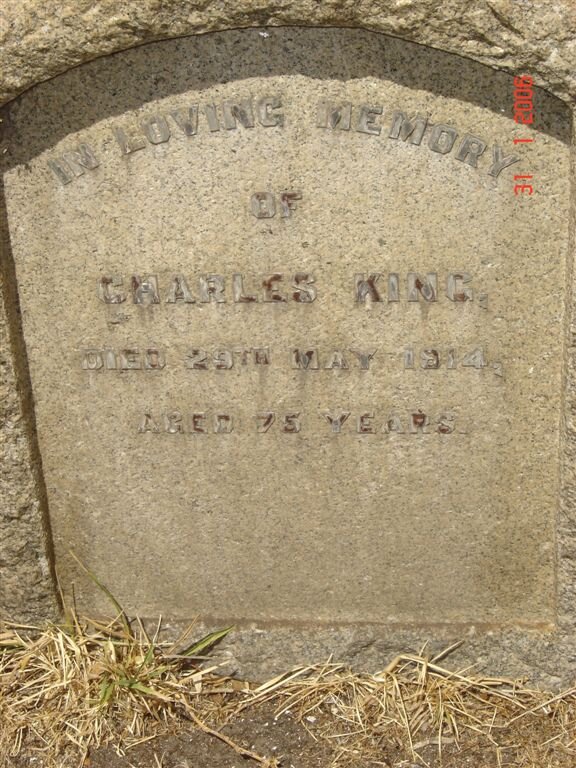 IN LOVING MEMORY
OF
CHARLES KING,
DIED 29TH MAY 1914,
AGED 75 YEARS.
31 1 2006